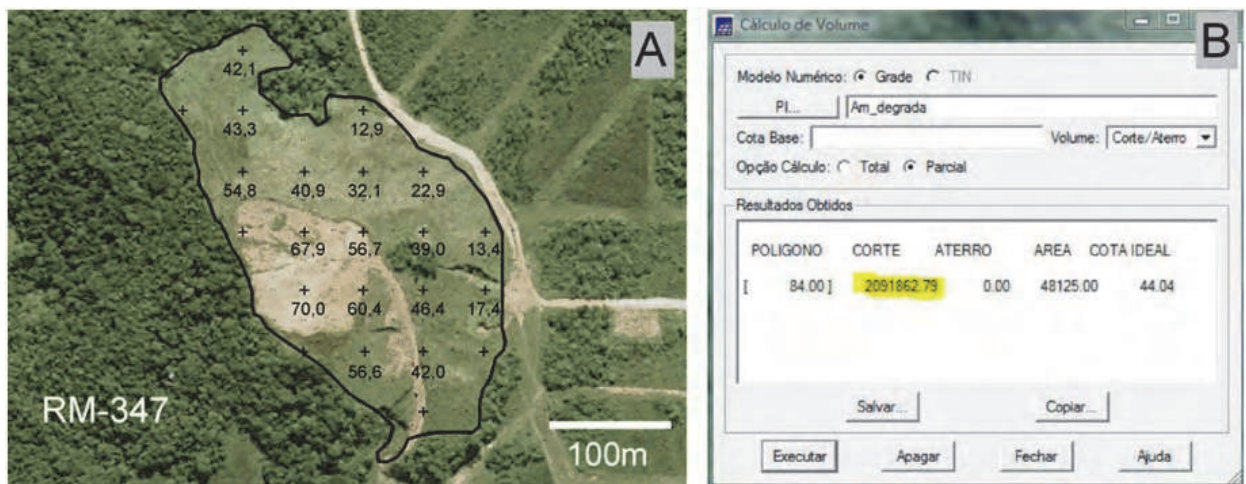 A
42,1
43,3 12,9
54,8 40,9 32,1 22,9
67,9 56,7 39,0 13,4
70,0 60,4 46,4 17,4
56,6 42,0
RM-347
100m
Cálculo de Volume
B
Modelo Numérico: Grade TIN
PI... Am_degrada
Cota Base: Volume: Corte/Aterro
Opção Cálculo: Total Parcial
Resultados Obtidos
POLIGONO CORTE ATERRO AREA COTA IDEAL
[ 84.00 ] 2091862.79 0.00 48125.00 44.04
Salvar... Copiar...
Executar Apagar Fechar Ajuda